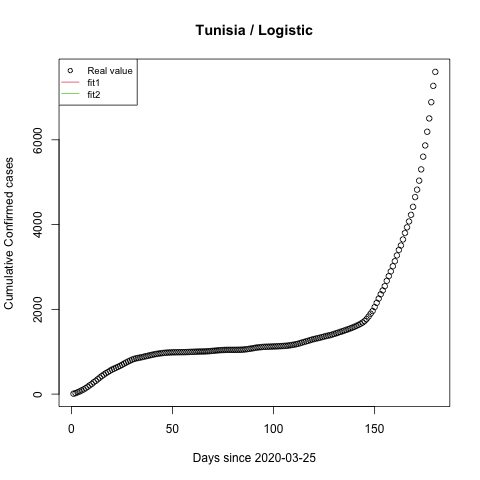 Tunisia / Logistic
Real value
fit1
fit2
Cumulative Confirmed cases
6000
4000
2000
0
0 50 100 150
Days since 2020-03-25